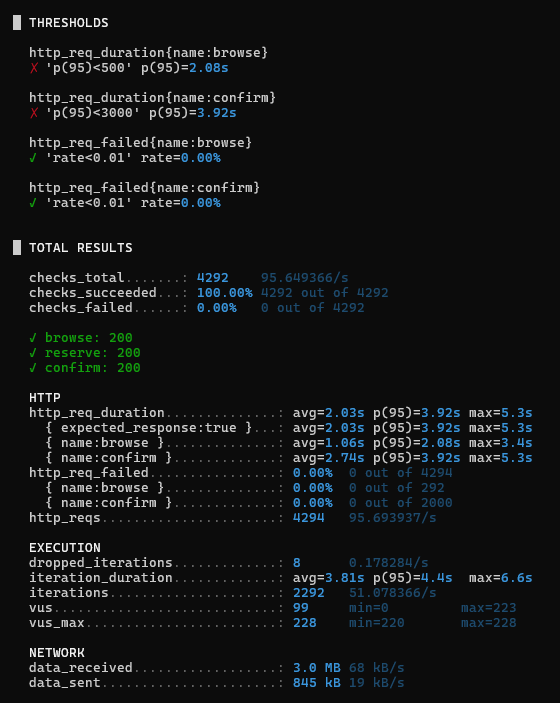 █ THRESHOLDS

http_req_duration{name:browse}
✗ 'p(95)<500' p(95)=2.08s

http_req_duration{name:confirm}
✗ 'p(95)<3000' p(95)=3.92s

http_req_failed{name:browse}
✓ 'rate<0.01' rate=0.00%

http_req_failed{name:confirm}
✓ 'rate<0.01' rate=0.00%

█ TOTAL RESULTS

checks_total.......: 4292    95.649366/s
checks_succeeded...: 100.00% 4292 out of 4292
checks_failed......: 0.00%   0 out of 4292

✓ browse: 200
✓ reserve: 200
✓ confirm: 200

HTTP
http_req_duration..............: avg=2.03s p(95)=3.92s max=5.3s
  { expected_response:true }...: avg=2.03s p(95)=3.92s max=5.3s
  { name:browse }..............: avg=1.06s p(95)=2.08s max=3.4s
  { name:confirm }.............: avg=2.74s p(95)=3.92s max=5.3s
http_req_failed................: 0.00%  0 out of 4294
  { name:browse }..............: 0.00%  0 out of 292
  { name:confirm }.............: 0.00%  0 out of 2000
http_reqs......................: 4294   95.693937/s

EXECUTION
dropped_iterations.............: 8      0.178284/s
iteration_duration.............: avg=3.81s p(95)=4.4s  max=6.6s
iterations.....................: 2292   51.078366/s
vus............................: 99     min=0         max=223
vus_max........................: 228    min=220       max=228

NETWORK
data_received..................: 3.0 MB 68 kB/s
data_sent......................: 845 kB 19 kB/s